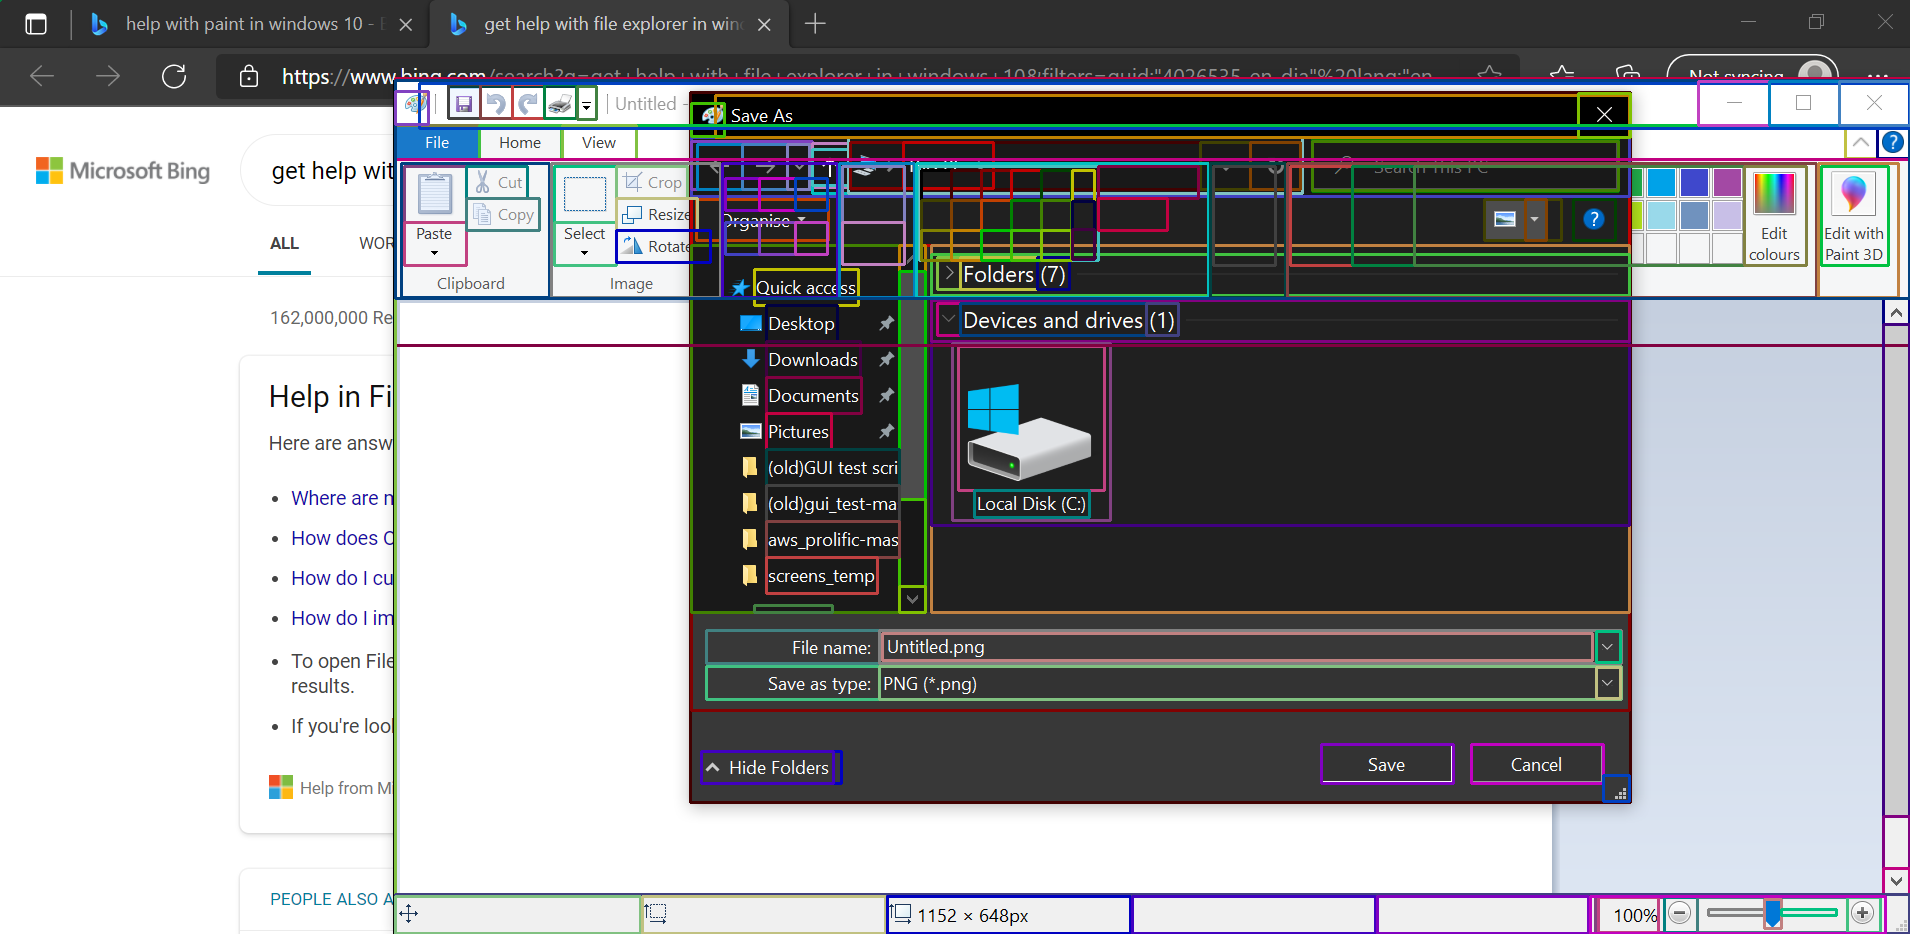 help with paint in windows 10 -
get help with file explorer in win
https://www.bing.com/search?q=get+help+with+file+explorer+in+windows+10&filters=guid:"4026535-en-dia"%20lang:"en
Not syncing
Untitled -
Save As
File
Home
View
Search This PC
Microsoft Bing
get help wit
Cut
Copy
Paste
Clipboard
Crop
Resize
Rotate
Select
Image
Organise
Edit
colours
Edit with
Paint 3D
ALL
WOR
162,000,000 Re
Quick access
Desktop
Downloads
Documents
Pictures
(old)GUI test scri
(old)gui_test-ma
aws_prolific-mas
screens_temp
Folders (7)
Devices and drives (1)
Local Disk (C:)
Help in Fi
Here are answ
Where are m
How does C
How do I cu
How do I im
To open File
results.
If you're loo
Help from Mi
PEOPLE ALSO A
File name:
Untitled.png
Save as type:
PNG (*.png)
Hide Folders
Save
Cancel
1152 × 648px
100%